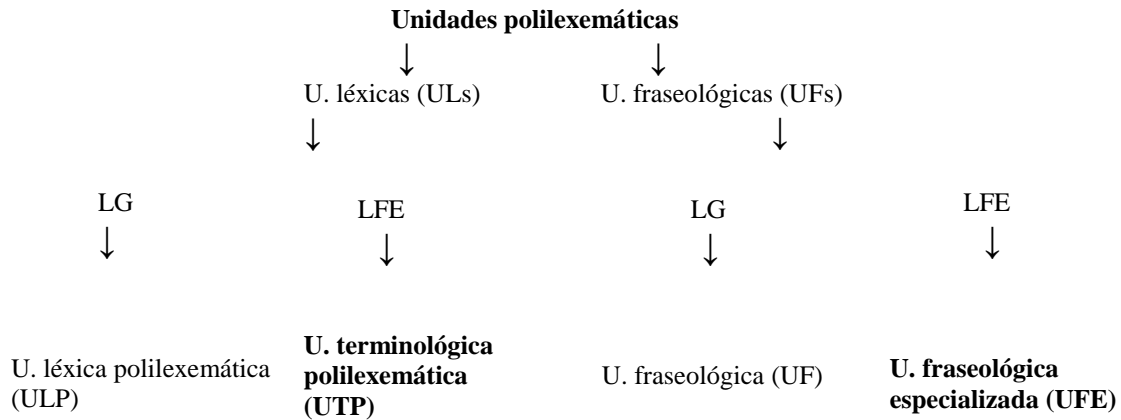 Unidades polilexemáticas
↓ ↓
U. léxicas (ULs) U. fraseológicas (UFs)
↓ ↓
LG LFE LG LFE
↓ ↓ ↓ ↓
U. léxica polilexemática
(ULP)
U. terminológica
polilexemática
(UTP)
U. fraseológica (UF)
U. fraseológica
especializada (UFE)